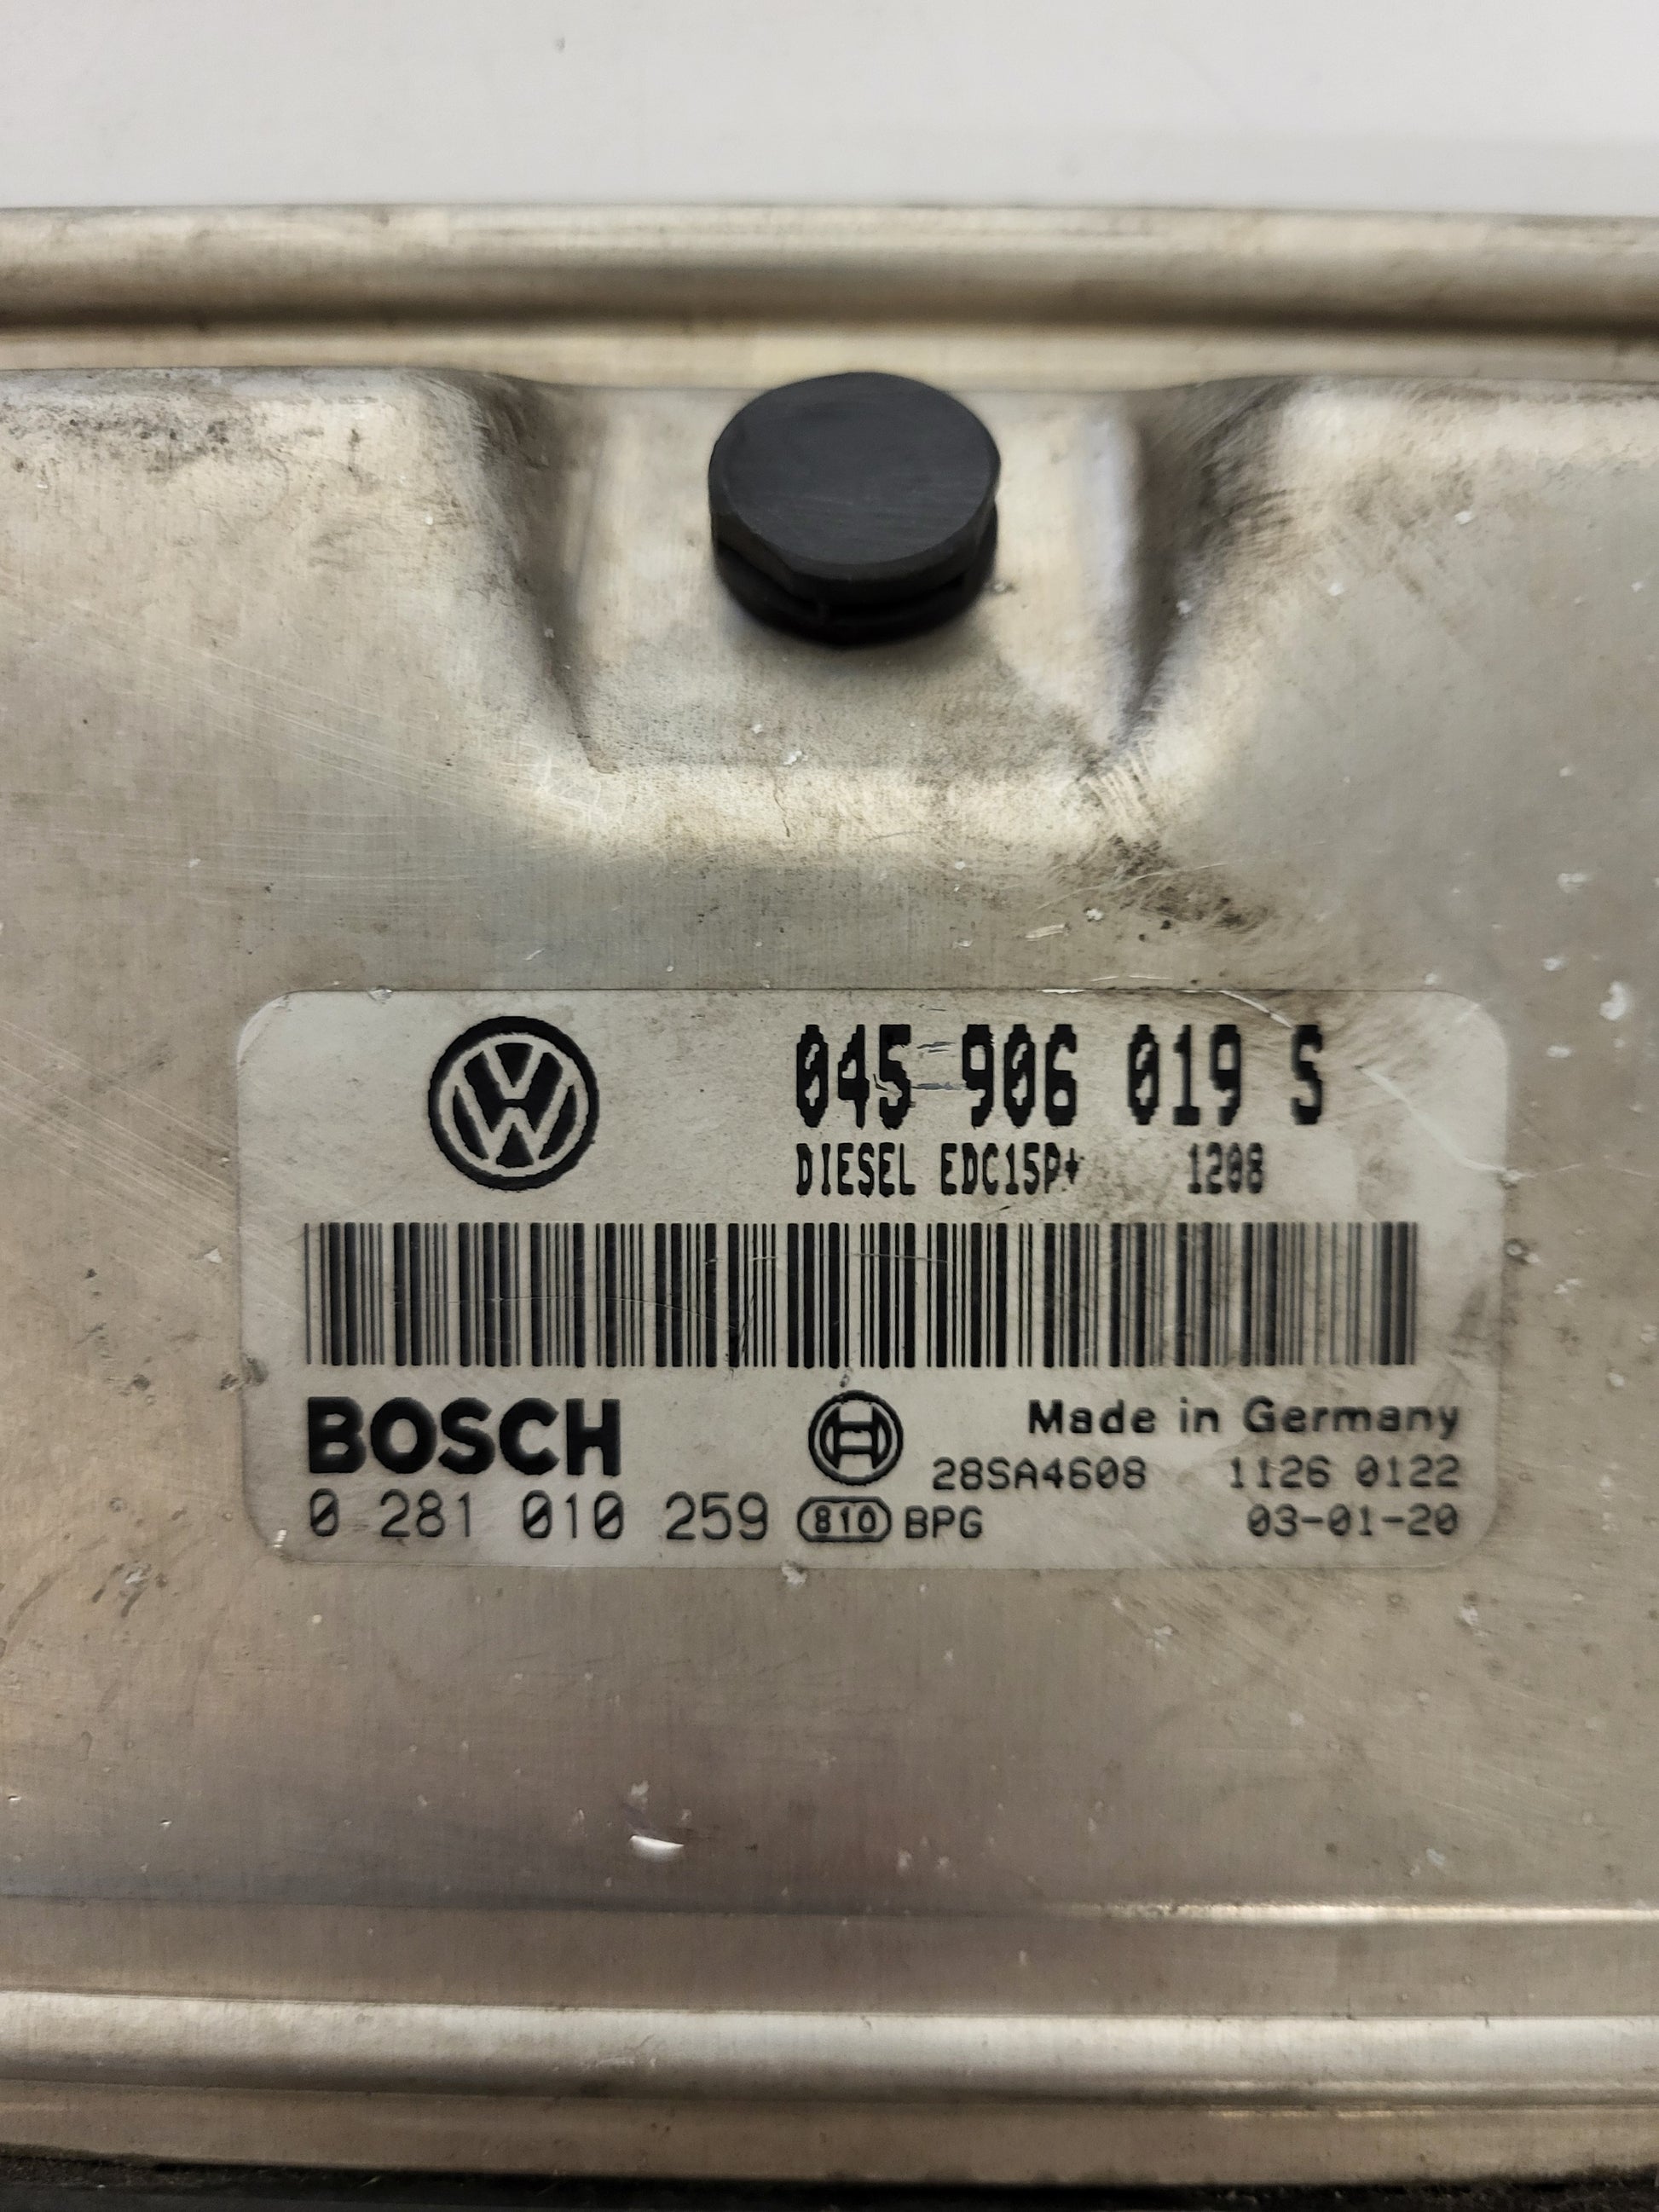 045 906 019 S
DIESEL EDC15P+ 1208
BOSCH
Made in Germany
28SA4608 1126 0122
0 281 010 259 810 BPG 03-01-20